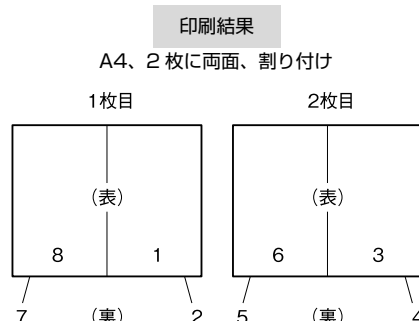 印刷結果
A4、2 枚に両面、割り付け
1枚目 2枚目
（表） （表）
8 1 6 3
7 （裏） 2 5 （裏） 4